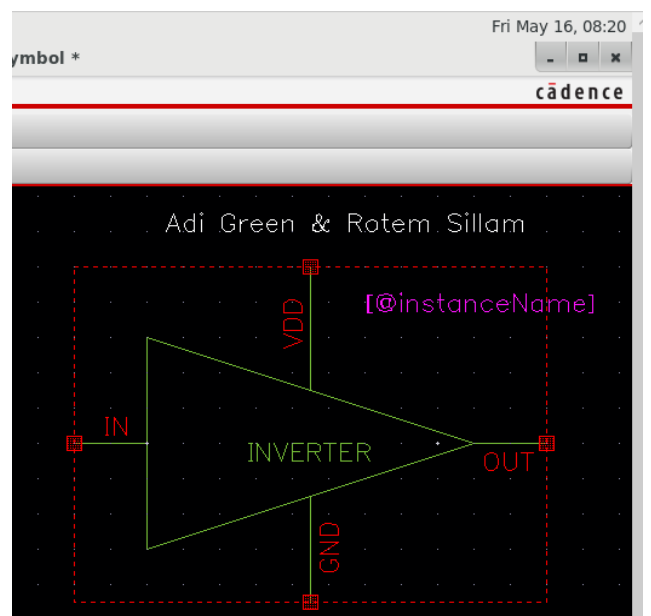 Fri May 16, 08:20
ymbol *
cādence
Adi Green & Rotem Sillam
[@instanceName]
VDD
IN
INVERTER
OUT
GND